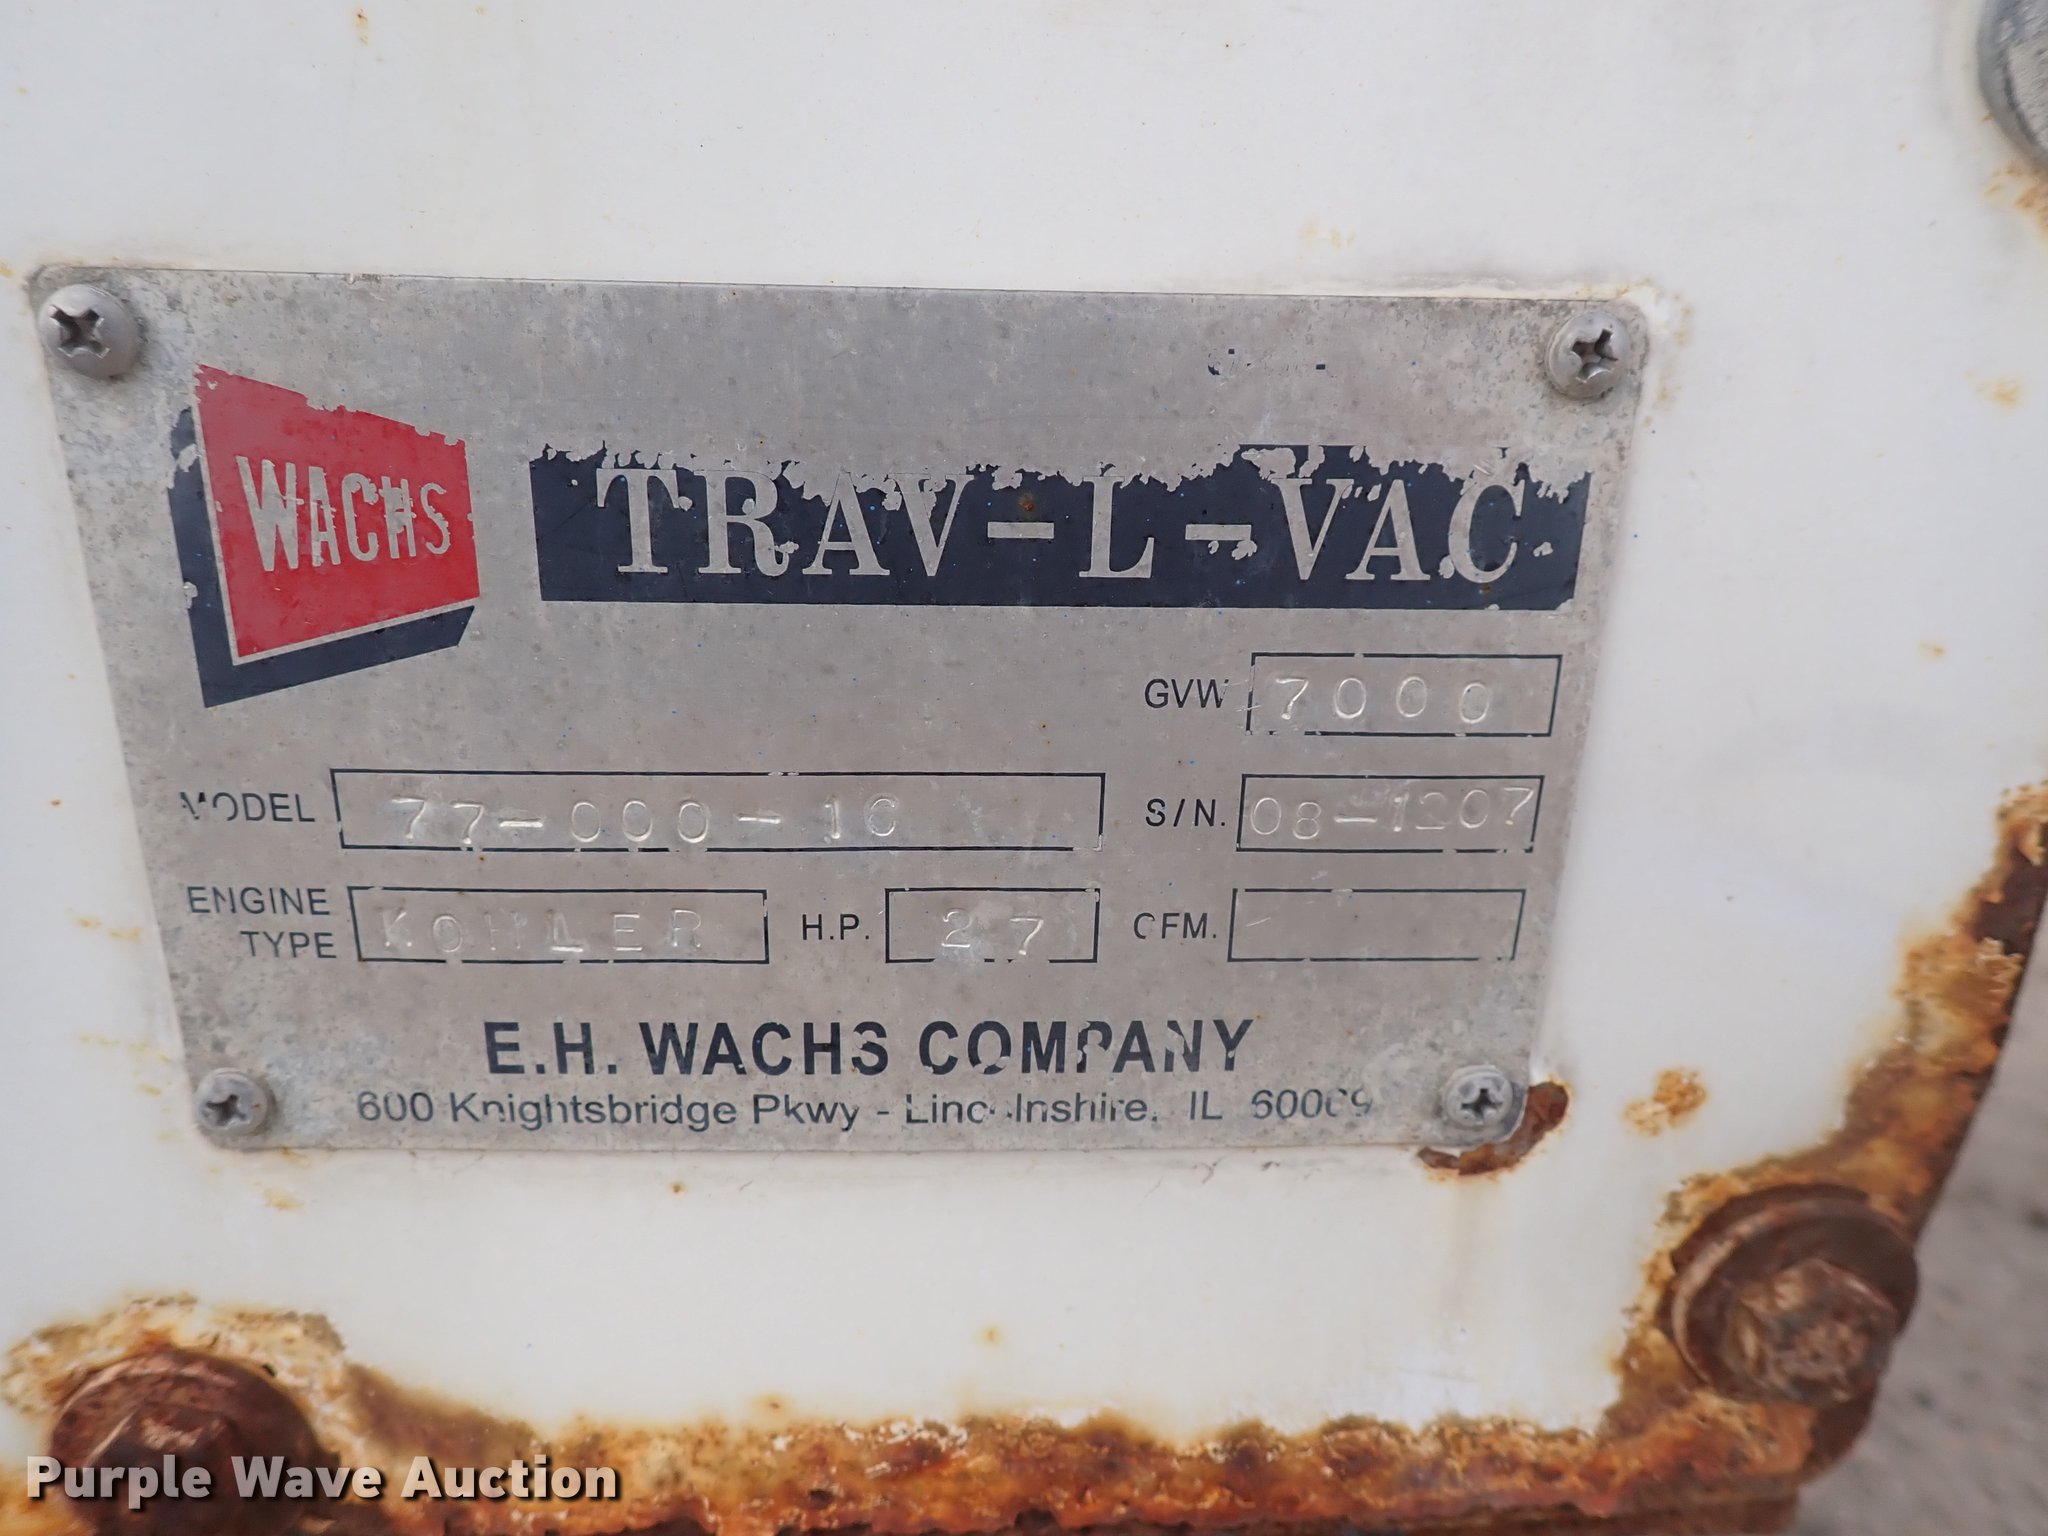 WACHS
TRAV-L-VAC
GVW 7000
MODEL 77-000-16 S/N. 08-1207
ENGINE TYPE KOHLER H.P. 27 CFM.
E.H. WACHS COMPANY
600 Knightsbridge Pkwy - Lincolnshire, IL 60069
Purple Wave Auction